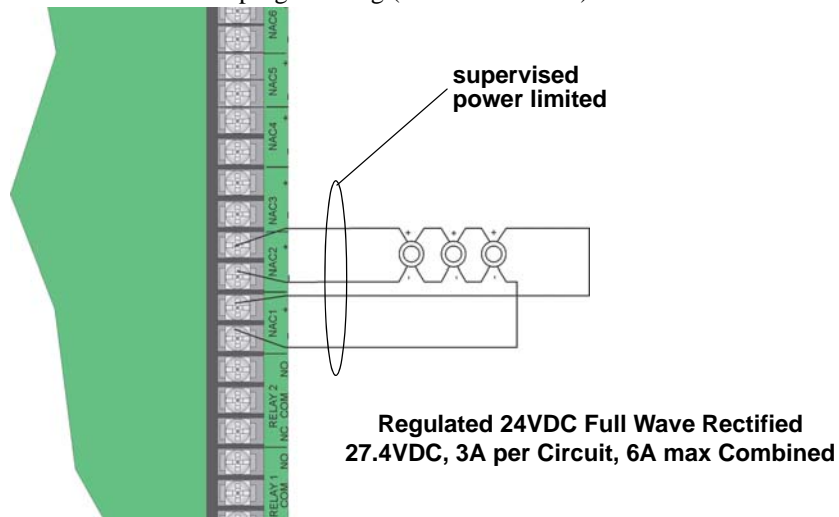 supervised
power limited
NAC6
-
+
NAC5
-
+
NAC4
-
+
NAC3
-
+
NAC2
-
+
NAC1
-
NO
COM
NC
RELAY 2
NO
COM
RELAY 1
+ + +
- - -
Regulated 24VDC Full Wave Rectified
27.4VDC, 3A per Circuit, 6A max Combined